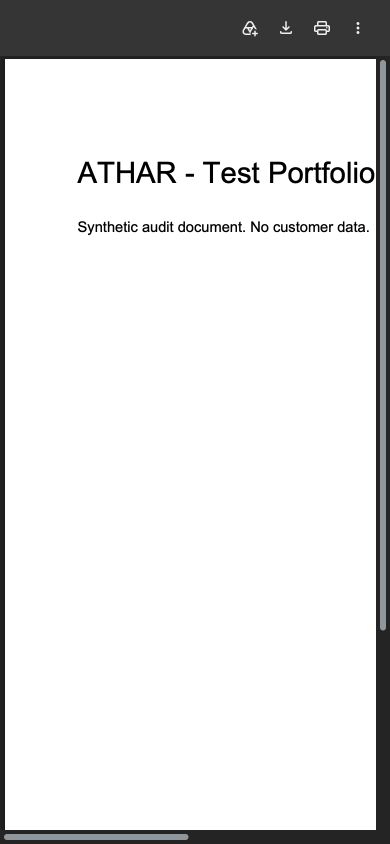 ATHAR - Test Portfolio
Synthetic audit document. No customer data.